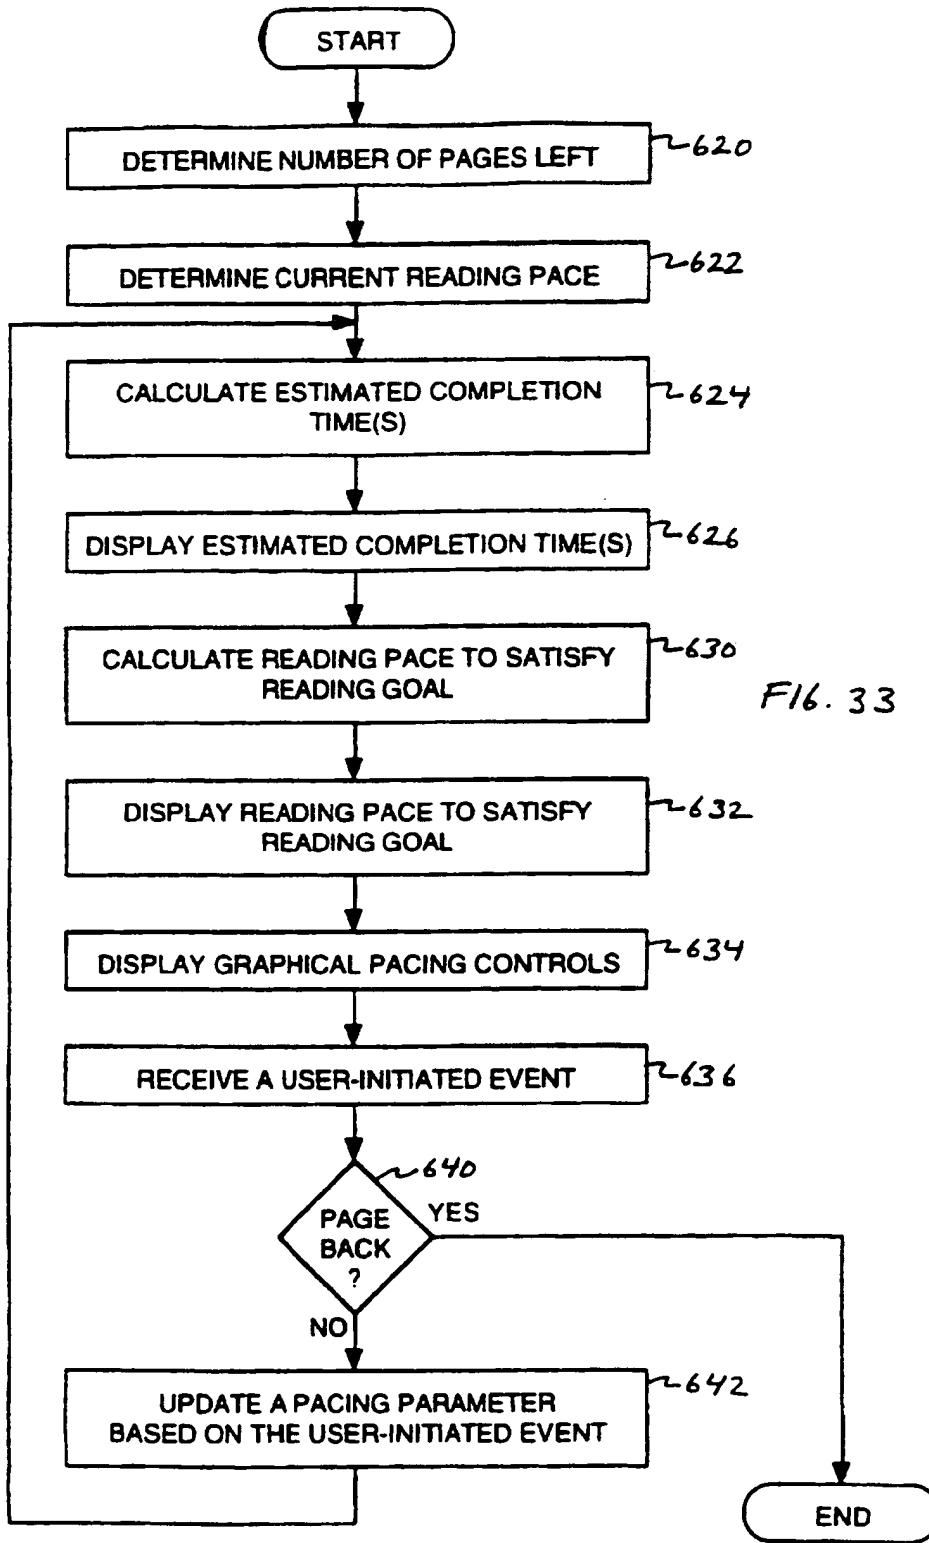 START
DETERMINE NUMBER OF PAGES LEFT
620
DETERMINE CURRENT READING PACE
622
CALCULATE ESTIMATED COMPLETION
TIME(S)
624
DISPLAY ESTIMATED COMPLETION TIME(S)
626
CALCULATE READING PACE TO SATISFY
READING GOAL
630
FIG. 33
DISPLAY READING PACE TO SATISFY
READING GOAL
632
DISPLAY GRAPHICAL PACING CONTROLS
634
RECEIVE A USER-INITIATED EVENT
636
640
PAGE
BACK
?
YES
NO
UPDATE A PACING PARAMETER
BASED ON THE USER-INITIATED EVENT
642
END